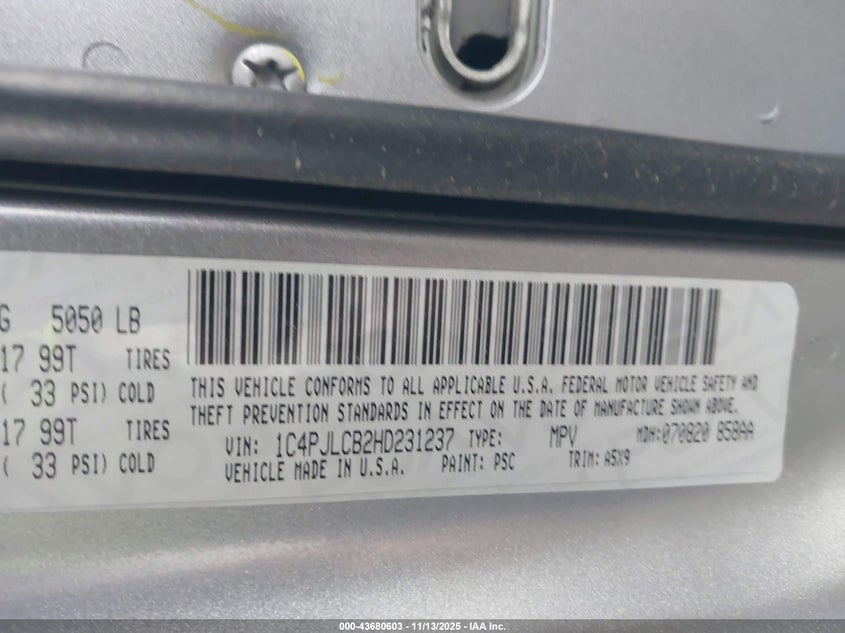 G 5050 LB
17 99T TIRES
( 33 PSI) COLD
17 99T TIRES
( 33 PSI) COLD
THIS VEHICLE CONFORMS TO ALL APPLICABLE U.S.A. FEDERAL MOTOR VEHICLE SAFETY AND
THEFT PREVENTION STANDARDS IN EFFECT ON THE DATE OF MANUFACTURE SHOWN ABOVE.
VIN: 1C4PJLCB2HD231237 TYPE: MPV MDH:070820 858AA
VEHICLE MADE IN U.S.A. PAINT: PSC TRIM: A5X9
000-43680603 - 11/13/2025 - IAA Inc.